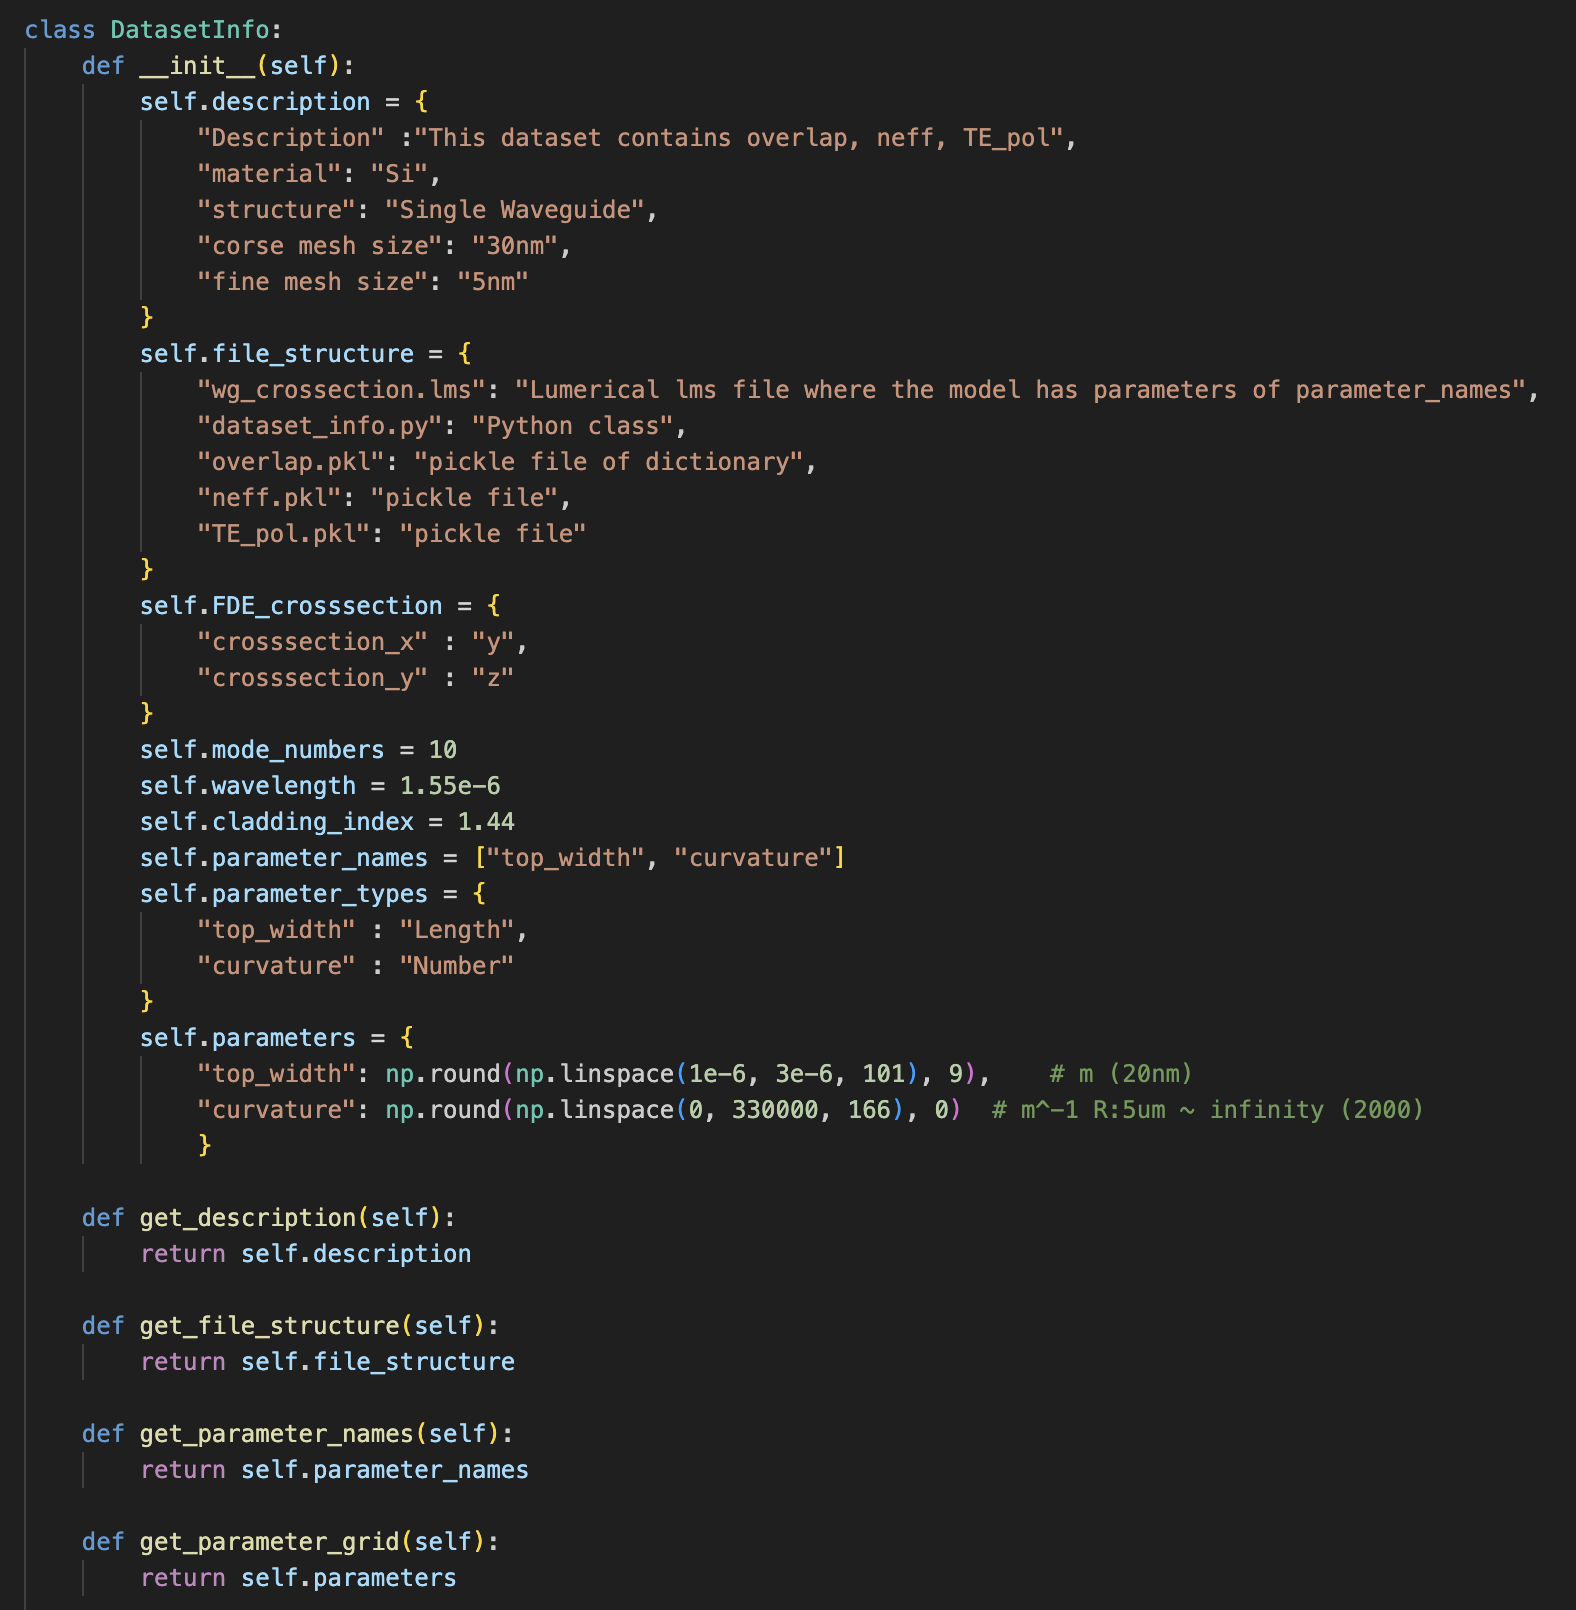 class DatasetInfo:
    def __init__(self):
        self.description = {
            "Description" :"This dataset contains overlap, neff, TE_pol",
            "material": "Si",
            "structure": "Single Waveguide",
            "corse mesh size": "30nm",
            "fine mesh size": "5nm"
        }
        self.file_structure = {
            "wg_crossection.lms": "Lumerical lms file where the model has parameters of parameter_names",
            "dataset_info.py": "Python class",
            "overlap.pkl": "pickle file of dictionary",
            "neff.pkl": "pickle file",
            "TE_pol.pkl": "pickle file"
        }
        self.FDE_crosssection = {
            "crosssection_x" : "y",
            "crosssection_y" : "z"
        }
        self.mode_numbers = 10
        self.wavelength = 1.55e-6
        self.cladding_index = 1.44
        self.parameter_names = ["top_width", "curvature"]
        self.parameter_types = {
            "top_width" : "Length",
            "curvature" : "Number"
        }
        self.parameters = {
            "top_width": np.round(np.linspace(1e-6, 3e-6, 101), 9),    # m (20nm)
            "curvature": np.round(np.linspace(0, 330000, 166), 0)  # m^-1 R:5um ~ infinity (2000)
            }

    def get_description(self):
        return self.description

    def get_file_structure(self):
        return self.file_structure

    def get_parameter_names(self):
        return self.parameter_names

    def get_parameter_grid(self):
        return self.parameters